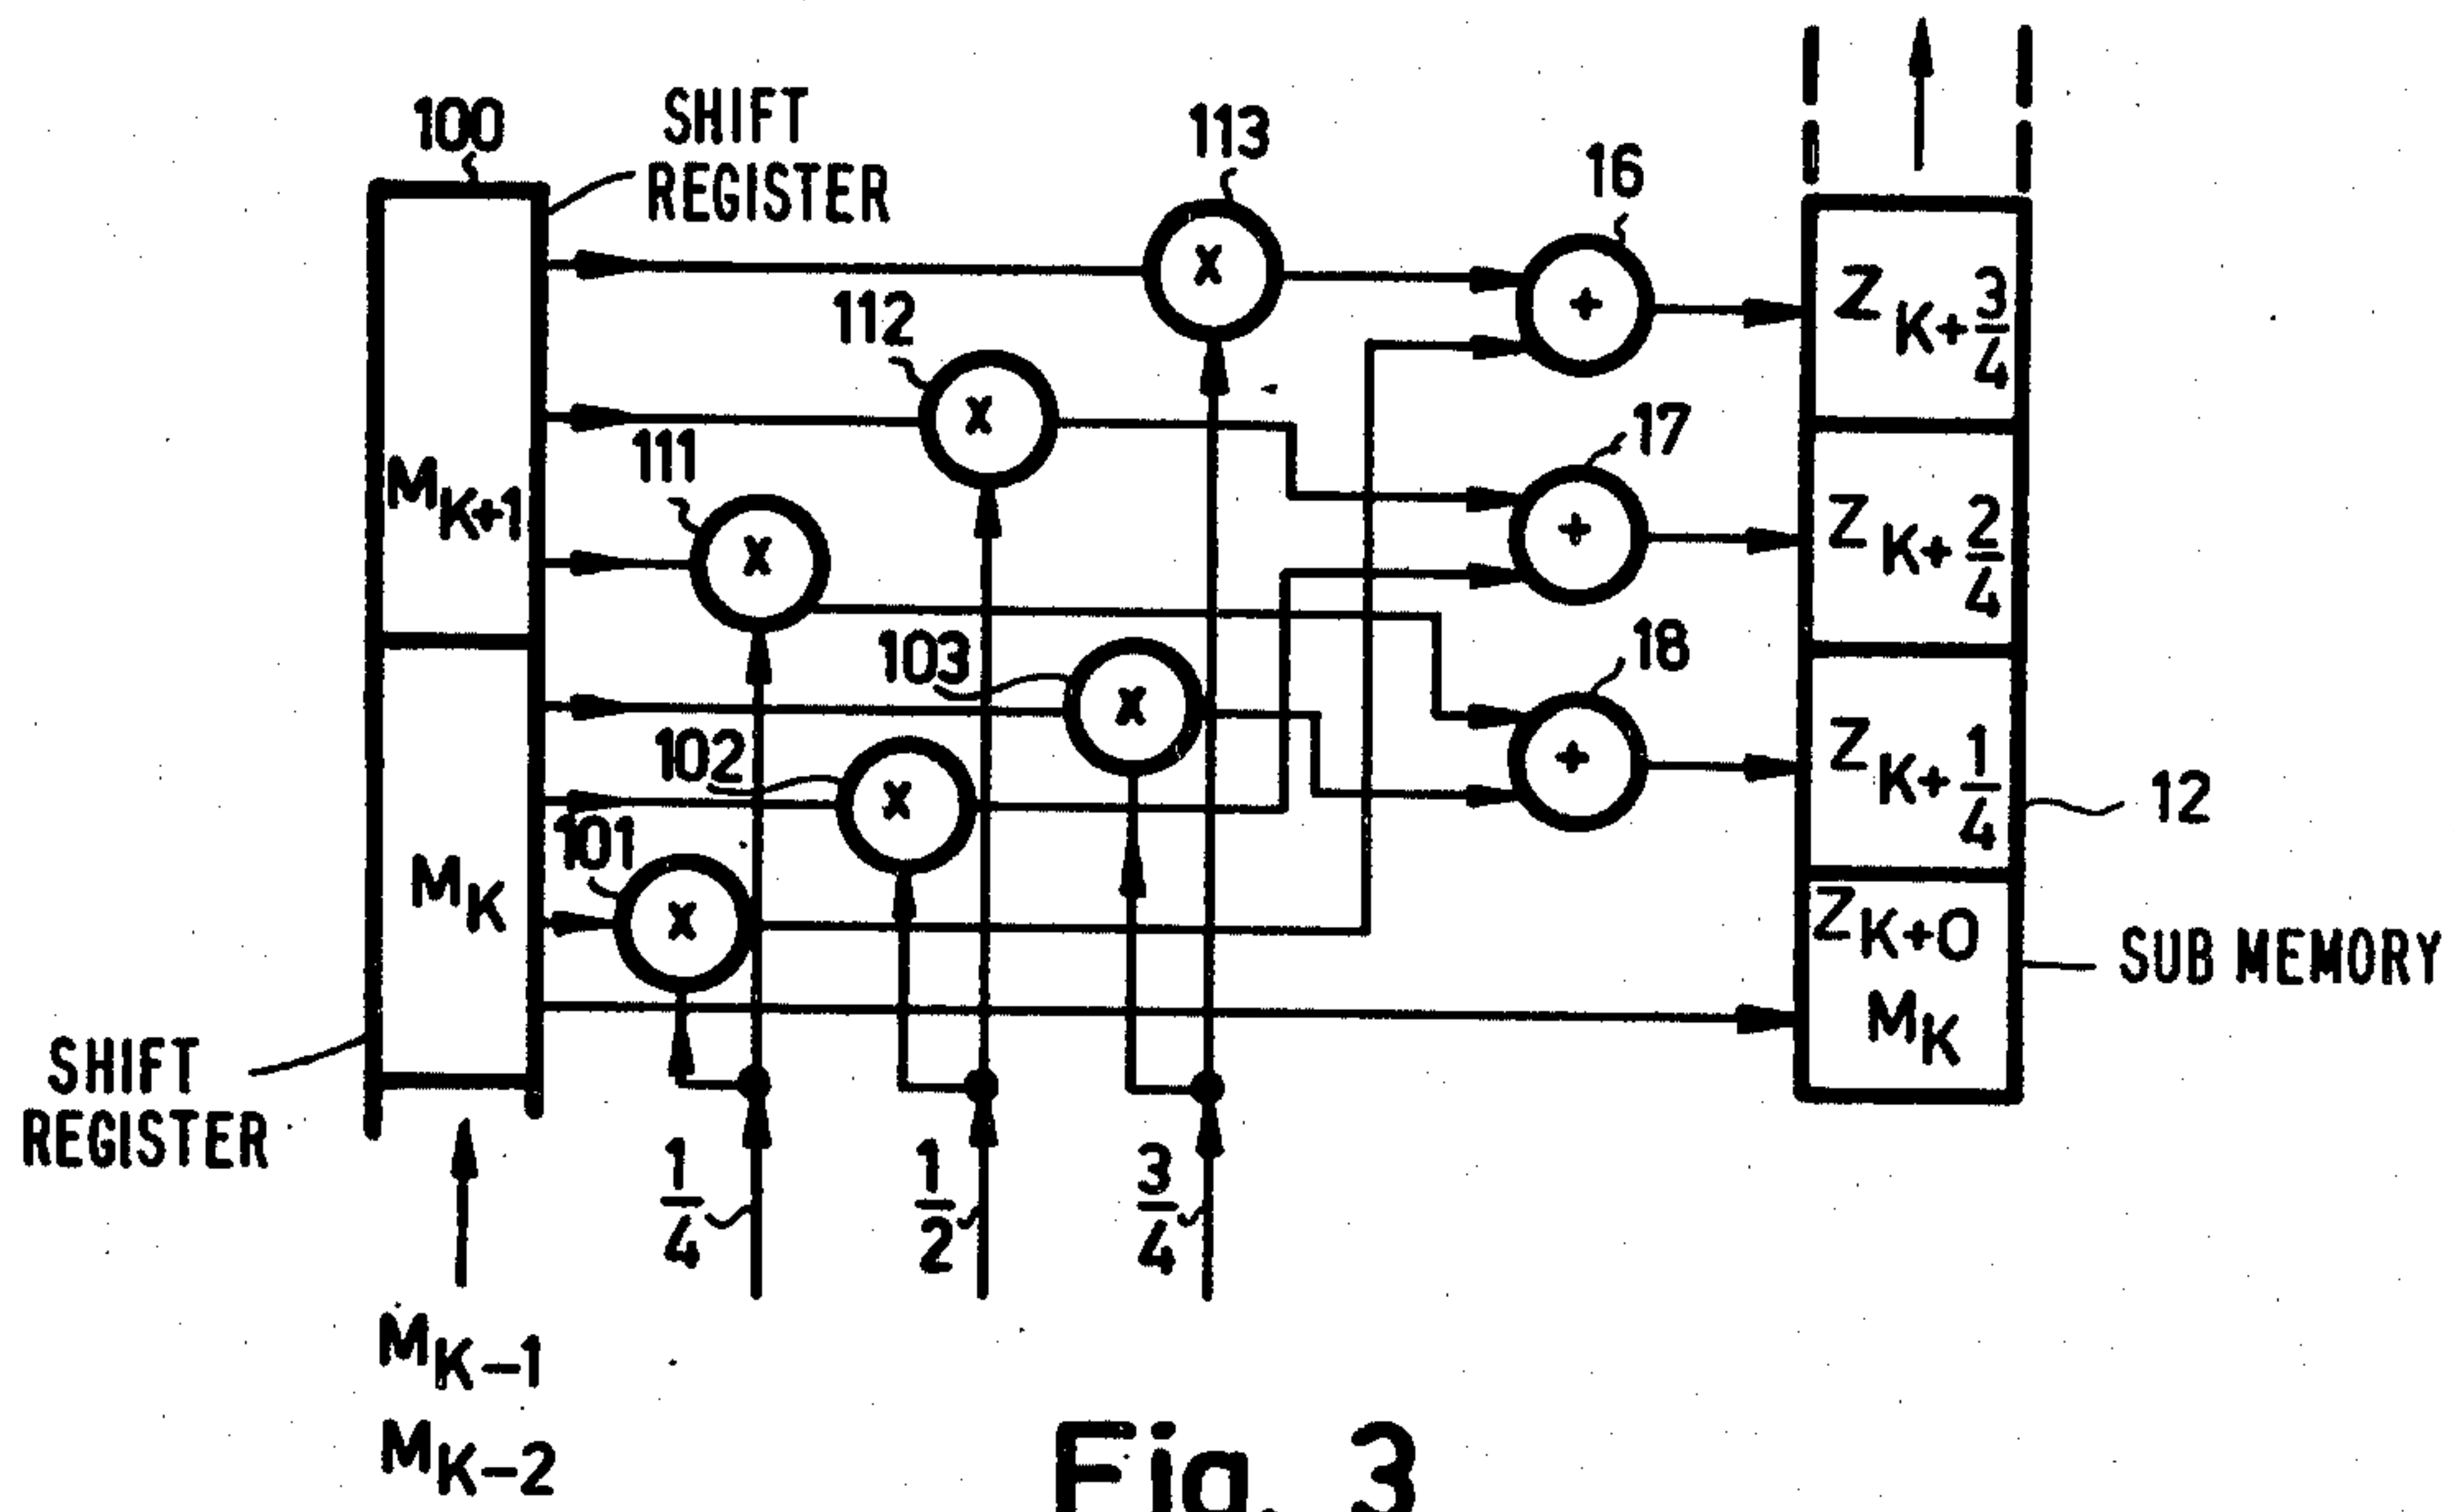 100
SHIFT
REGISTER
113
16
112
Z K+3/4
111
17
M K+1
X
X
X
+
+
Z K+2/4
103
18
X
102
X
+
Z K+1/4
12
101
M K
X
Z K+0
M K
SUB MEMORY
SHIFT
REGISTER
1/4
1/2
3/4
M K-1
M K-2
Fig. 3